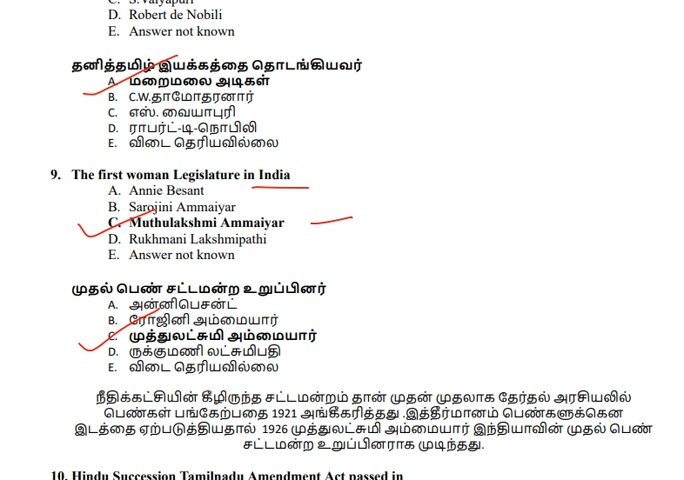 C. S.Vaiyapuri
D. Robert de Nobili
E. Answer not known
தனித்தமிழ் இயக்கத்தை தொடங்கியவர்
A. மறைமலை அடிகள்
B. C.W.தாமோதரனார்
C. எஸ். வையாபுரி
D. ராபர்ட்-டி-நொபிலி
E. விடை தெரியவில்லை
9. The first woman Legislature in India
A. Annie Besant
B. Sarojini Ammaiyar
C. Muthulakshmi Ammaiyar
D. Rukhmani Lakshmipathi
E. Answer not known
முதல் பெண் சட்டமன்ற உறுப்பினர்
A. அன்னிபெசன்ட்
B. ரோஜினி அம்மையார்
C. முத்துலட்சுமி அம்மையார்
D. ருக்குமணி லட்சுமிபதி
E. விடை தெரியவில்லை
நீதிக்கட்சியின் கீழிருந்த சட்டமன்றம் தான் முதன் முதலாக தேர்தல் அரசியலில்
பெண்கள் பங்கேற்பதை 1921 அங்கீகரித்தது .இத்தீர்மானம் பெண்களுக்கென
இடத்தை ஏற்படுத்தியதால் 1926 முத்துலட்சுமி அம்மையார் இந்தியாவின் முதல் பெண்
சட்டமன்ற உறுப்பினராக முடிந்தது.
10. Hindu Succession Tamilnadu Amendment Act passed in